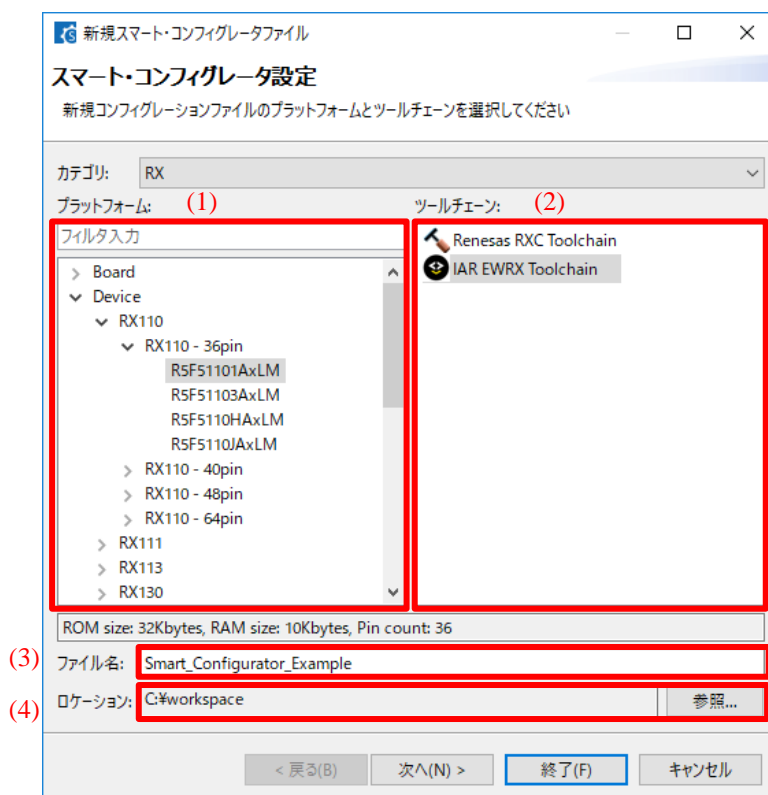 新規スマート・コンフィグレータファイル
スマート・コンフィグレータ設定
新規コンフィグレーションファイルのプラットフォームとツールチェーンを選択してください
カテゴリ: RX
プラットフォーム: (1) ツールチェーン: (2)
フィルタ入力
Renesas RXC Toolchain
IAR EWRX Toolchain
Board
Device
RX110
RX110 - 36pin
R5F51101AxLM
R5F51103AxLM
R5F5110HAxLM
R5F5110JAxLM
RX110 - 40pin
RX110 - 48pin
RX110 - 64pin
RX111
RX113
RX130
ROM size: 32Kbytes, RAM size: 10Kbytes, Pin count: 36
(3) ファイル名: Smart_Configurator_Example
(4) ロケーション: C:¥workspace 参照...
< 戻る(B) 次へ(N) > 終了(F) キャンセル